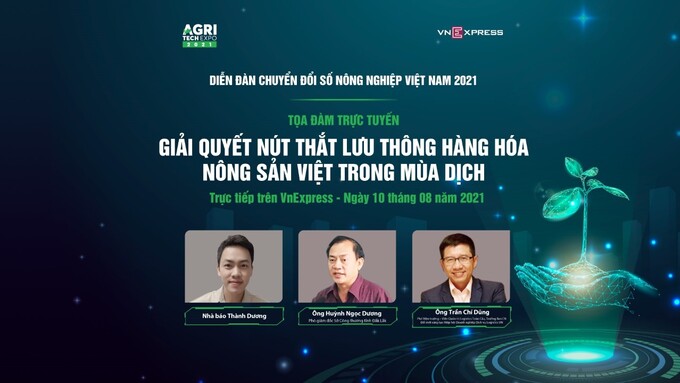 AGRI
TECH EXPO
2021
VNEXPRESS
DIỄN ĐÀN CHUYỂN ĐỔI SỐ NÔNG NGHIỆP VIỆT NAM 2021
TỌA ĐÀM TRỰC TUYẾN
GIẢI QUYẾT NÚT THẮT LƯU THÔNG HÀNG HÓA
NÔNG SẢN VIỆT TRONG MÙA DỊCH
Trực tiếp trên VnExpress - Ngày 10 tháng 08 năm 2021
Nhà báo Thành Dương
Ông Huỳnh Ngọc Dương
Phó giám đốc Sở Công thương tỉnh Đắk Lắk
Ông Trần Chí Dũng